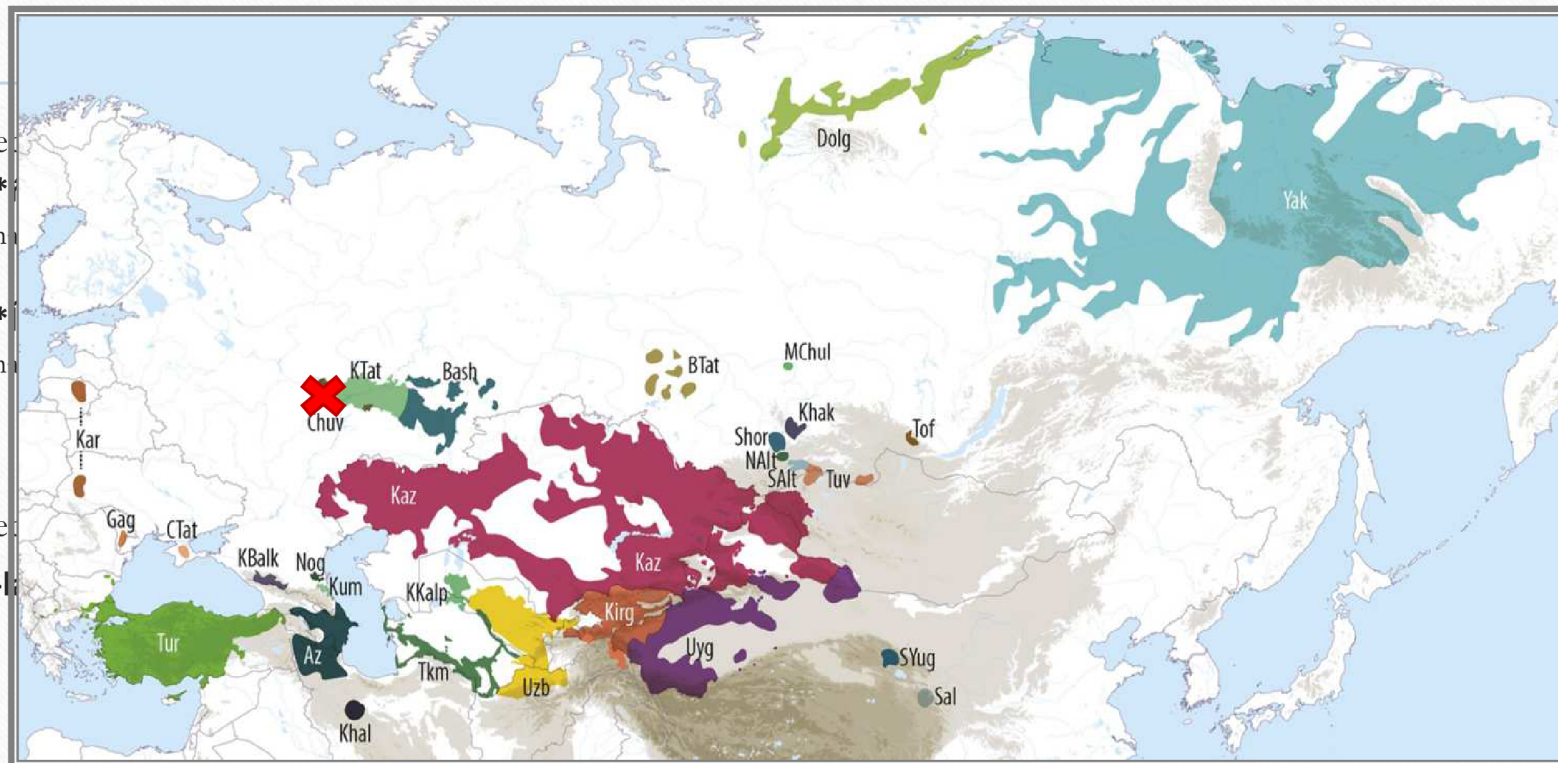 Dolg
Yak
MChul
KTat
Bash
BTat
Chuv
Khak
Tof
Shor
NAlt
SAlt
Tuv
Kar
Kaz
Gag
CTat
KBalk
Nog
Kum
KKalp
Kaz
Kirg
Tur
Az
Tkm
Uzb
Uyg
SYug
Sal
Khal